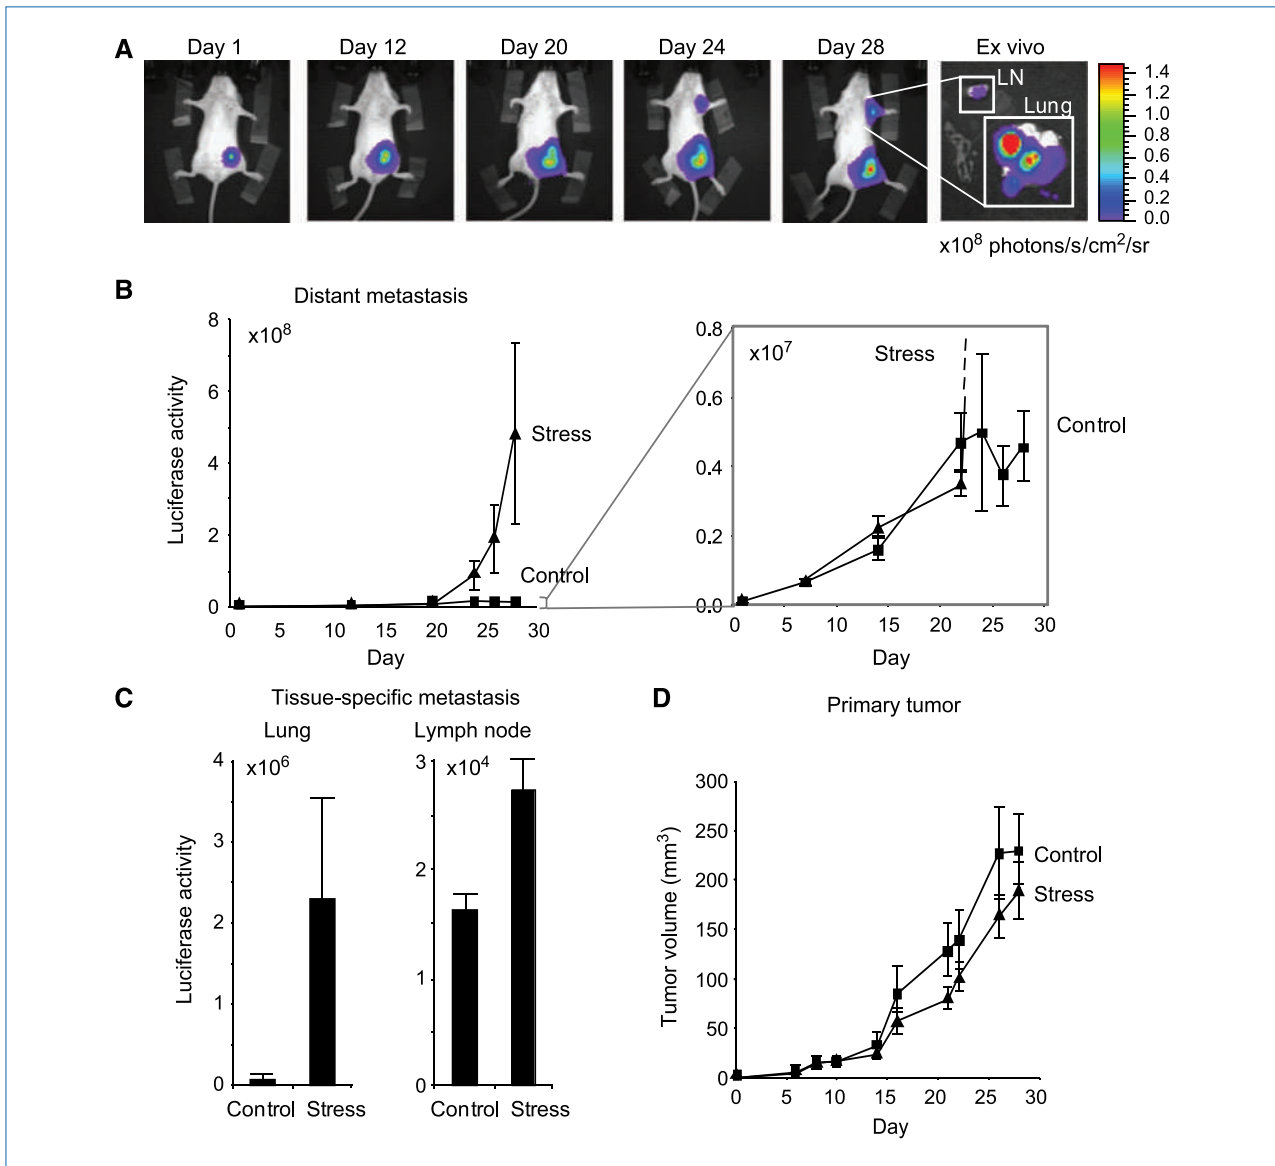 A
Day 1 Day 12 Day 20 Day 24 Day 28 Ex vivo
LN
Lung
1.4
1.2
1.0
0.8
0.6
0.4
0.2
0.0
x10⁸ photons/s/cm²/sr
B
Distant metastasis
x10⁸
Luciferase activity
8
6
4
2
0
Stress
Control
0 5 10 15 20 25 30
Day
x10⁷
0.8
0.6
0.4
0.2
0.0
Stress
Control
0 5 10 15 20 25 30
Day
C
Tissue-specific metastasis
Lung
x10⁶
Luciferase activity
4
3
2
1
0
Control Stress
Lymph node
x10⁴
3
2
1
0
Control Stress
D
Primary tumor
Tumor volume (mm³)
300
250
200
150
100
50
0
Control
Stress
0 5 10 15 20 25 30
Day